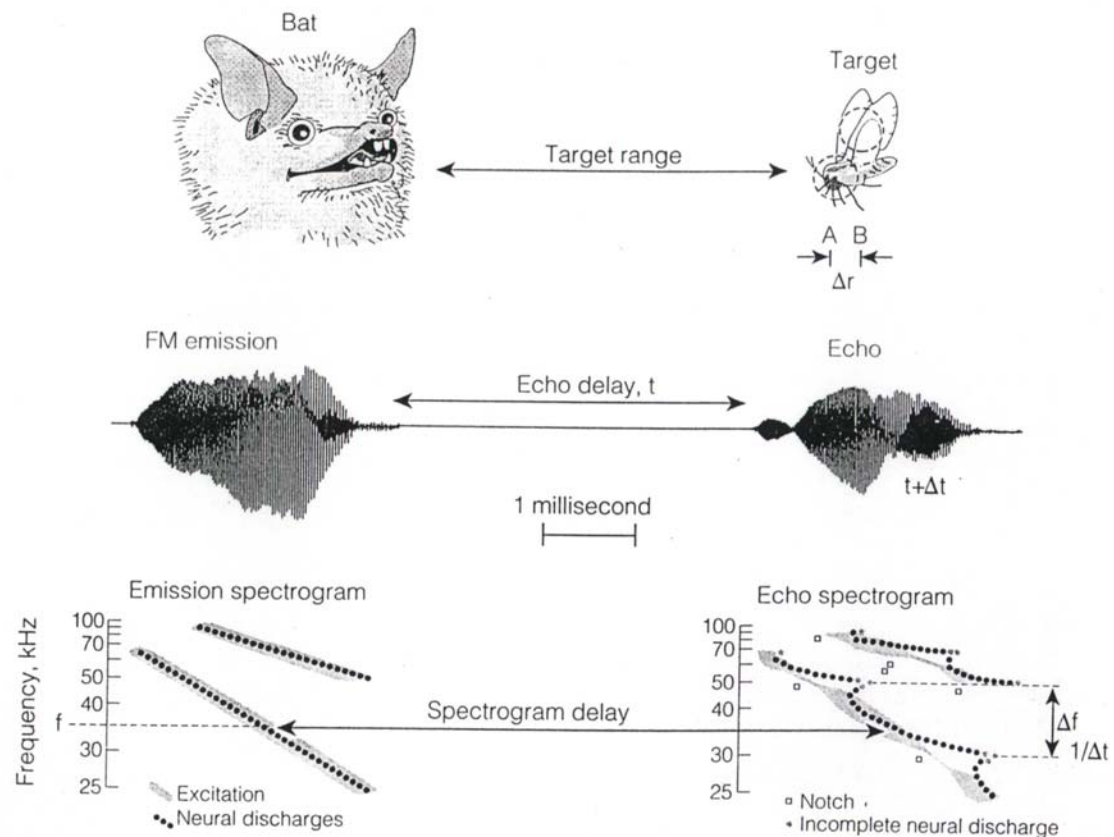 Bat
Target
Target range
A B
Δr
FM emission
Echo
Echo delay, t
t+Δt
1 millisecond
Emission spectrogram
Echo spectrogram
Frequency, kHz
100
70
50
40
30
25
f
Spectrogram delay
100
70
50
40
30
25
Δf
1/Δt
Excitation
Neural discharges
Notch
Incomplete neural discharge